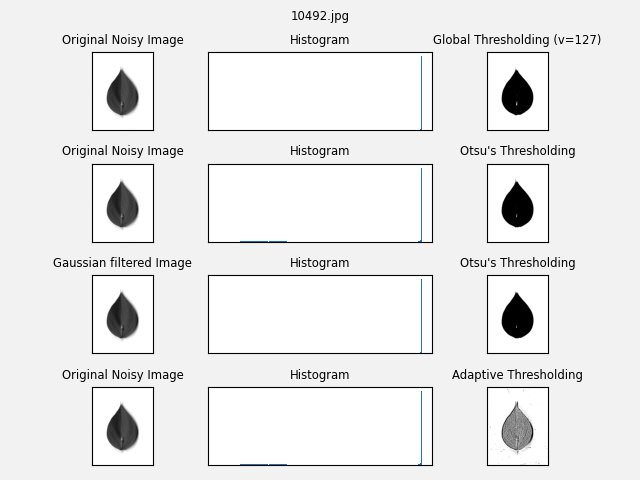 10492.jpg
Original Noisy Image
Histogram
Global Thresholding (v=127)
Original Noisy Image
Histogram
Otsu's Thresholding
Gaussian filtered Image
Histogram
Otsu's Thresholding
Original Noisy Image
Histogram
Adaptive Thresholding